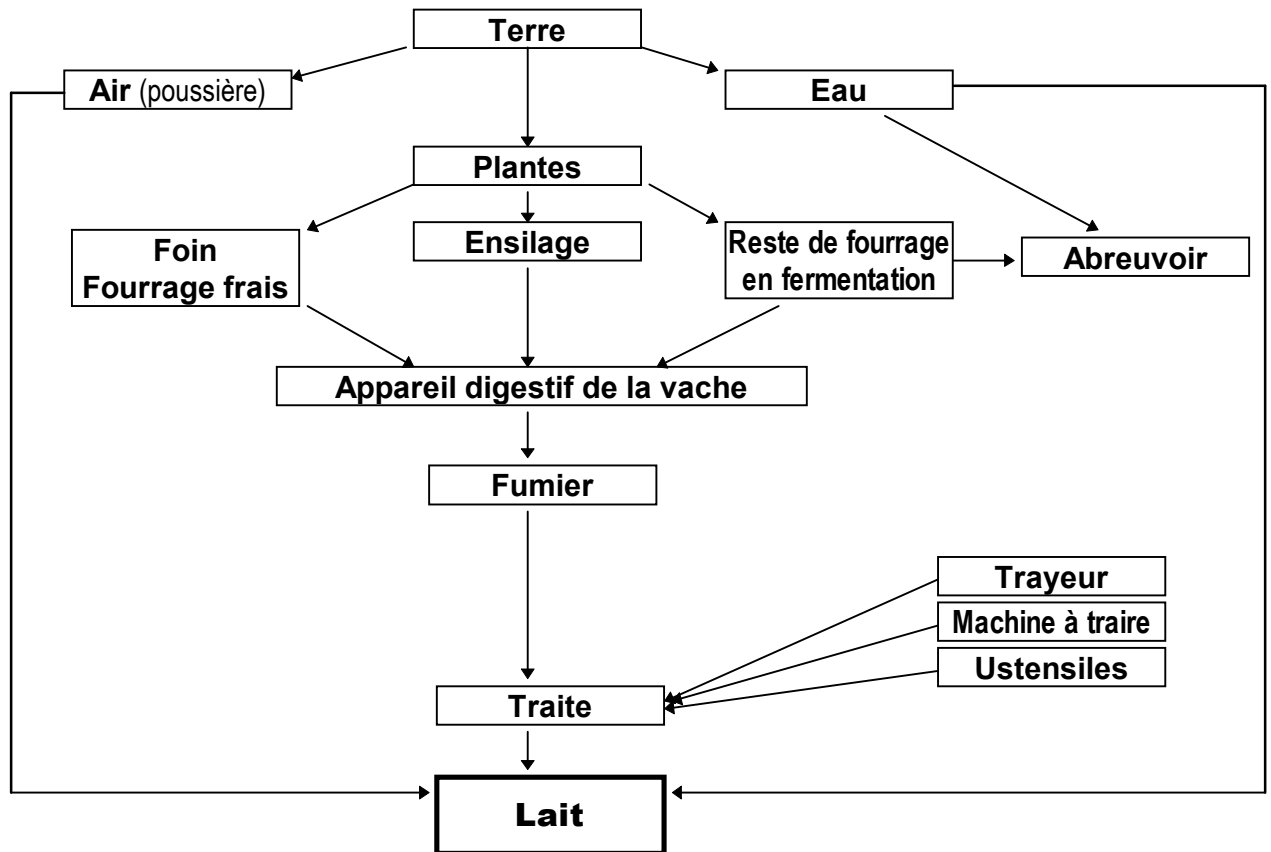 Terre
Air (poussière)
Eau
Plantes
Foin
Fourrage frais
Ensilage
Reste de fourrage
en fermentation
Abreuvoir
Appareil digestif de la vache
Fumier
Trayeur
Machine à traire
Ustensiles
Traite
Lait